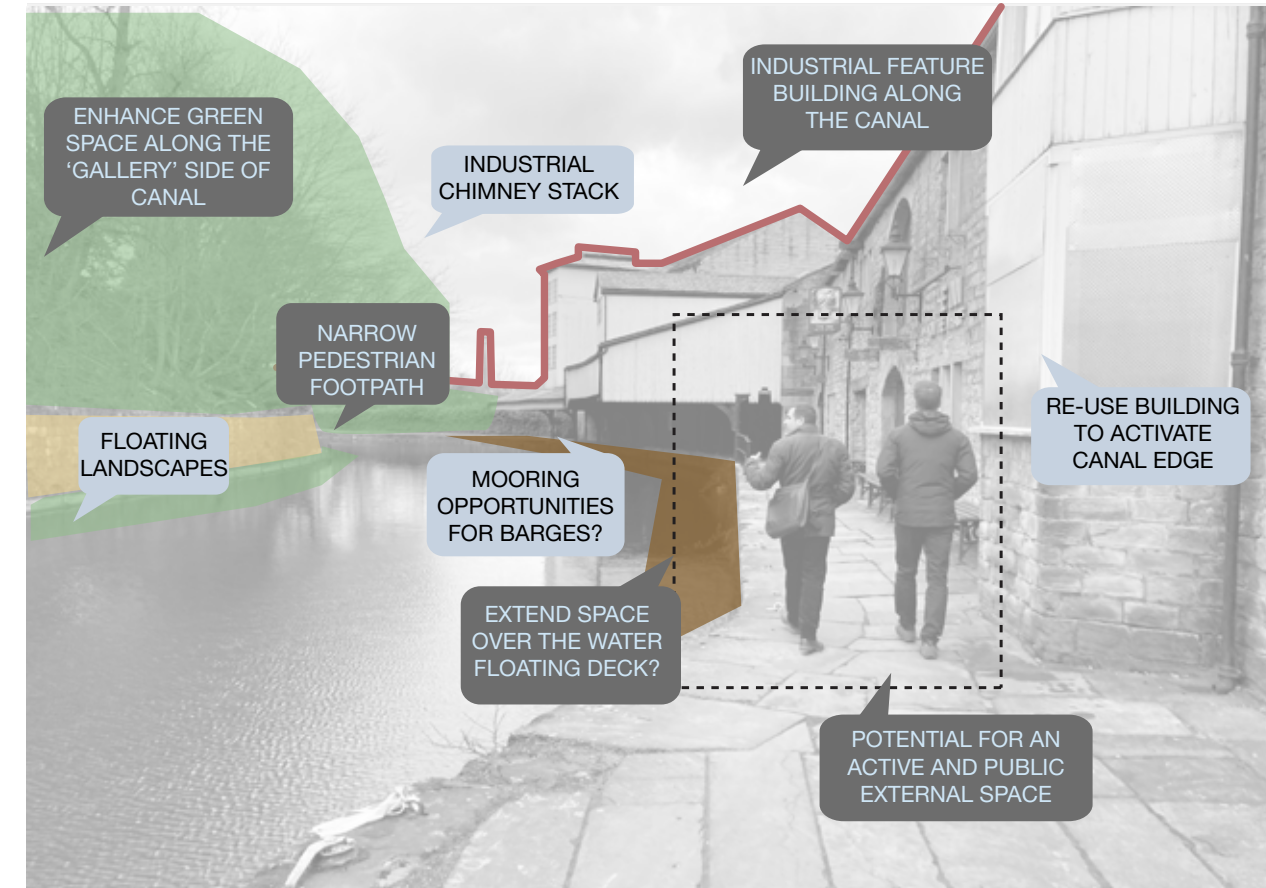 INDUSTRIAL FEATURE
BUILDING ALONG
THE CANAL
ENHANCE GREEN
SPACE ALONG THE
‘GALLERY’ SIDE OF
CANAL
INDUSTRIAL
CHIMNEY STACK
NARROW
PEDESTRIAN
FOOTPATH
RE-USE BUILDING
TO ACTIVATE
CANAL EDGE
FLOATING
LANDSCAPES
MOORING
OPPORTUNITIES
FOR BARGES?
EXTEND SPACE
OVER THE WATER
FLOATING DECK?
POTENTIAL FOR AN
ACTIVE AND PUBLIC
EXTERNAL SPACE